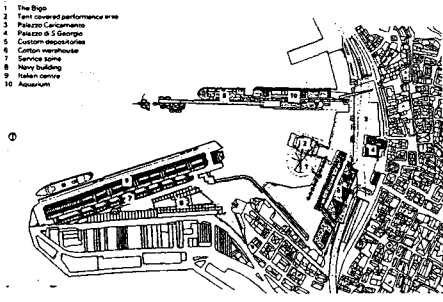 1 The Bigo
2 Tent covered performance area
3 Palazzo Caricamento
4 Palazzo di S Georgio
5 Custom depositories
6 Cotton warehouse
7 Service spine
8 Navy building
9 Italian centre
10 Aquarium